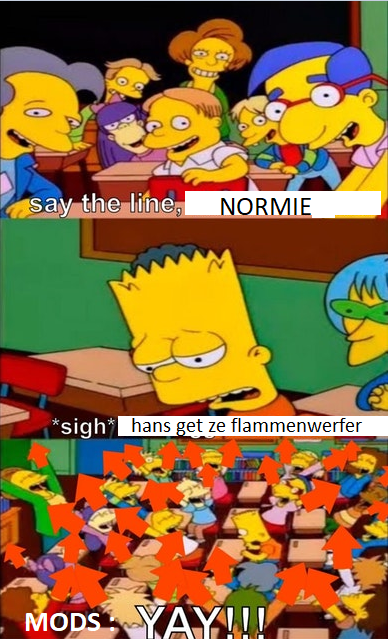 say the line, NORMIE
*sigh* hans get ze flammenwerfer
MODS : YAY!!!